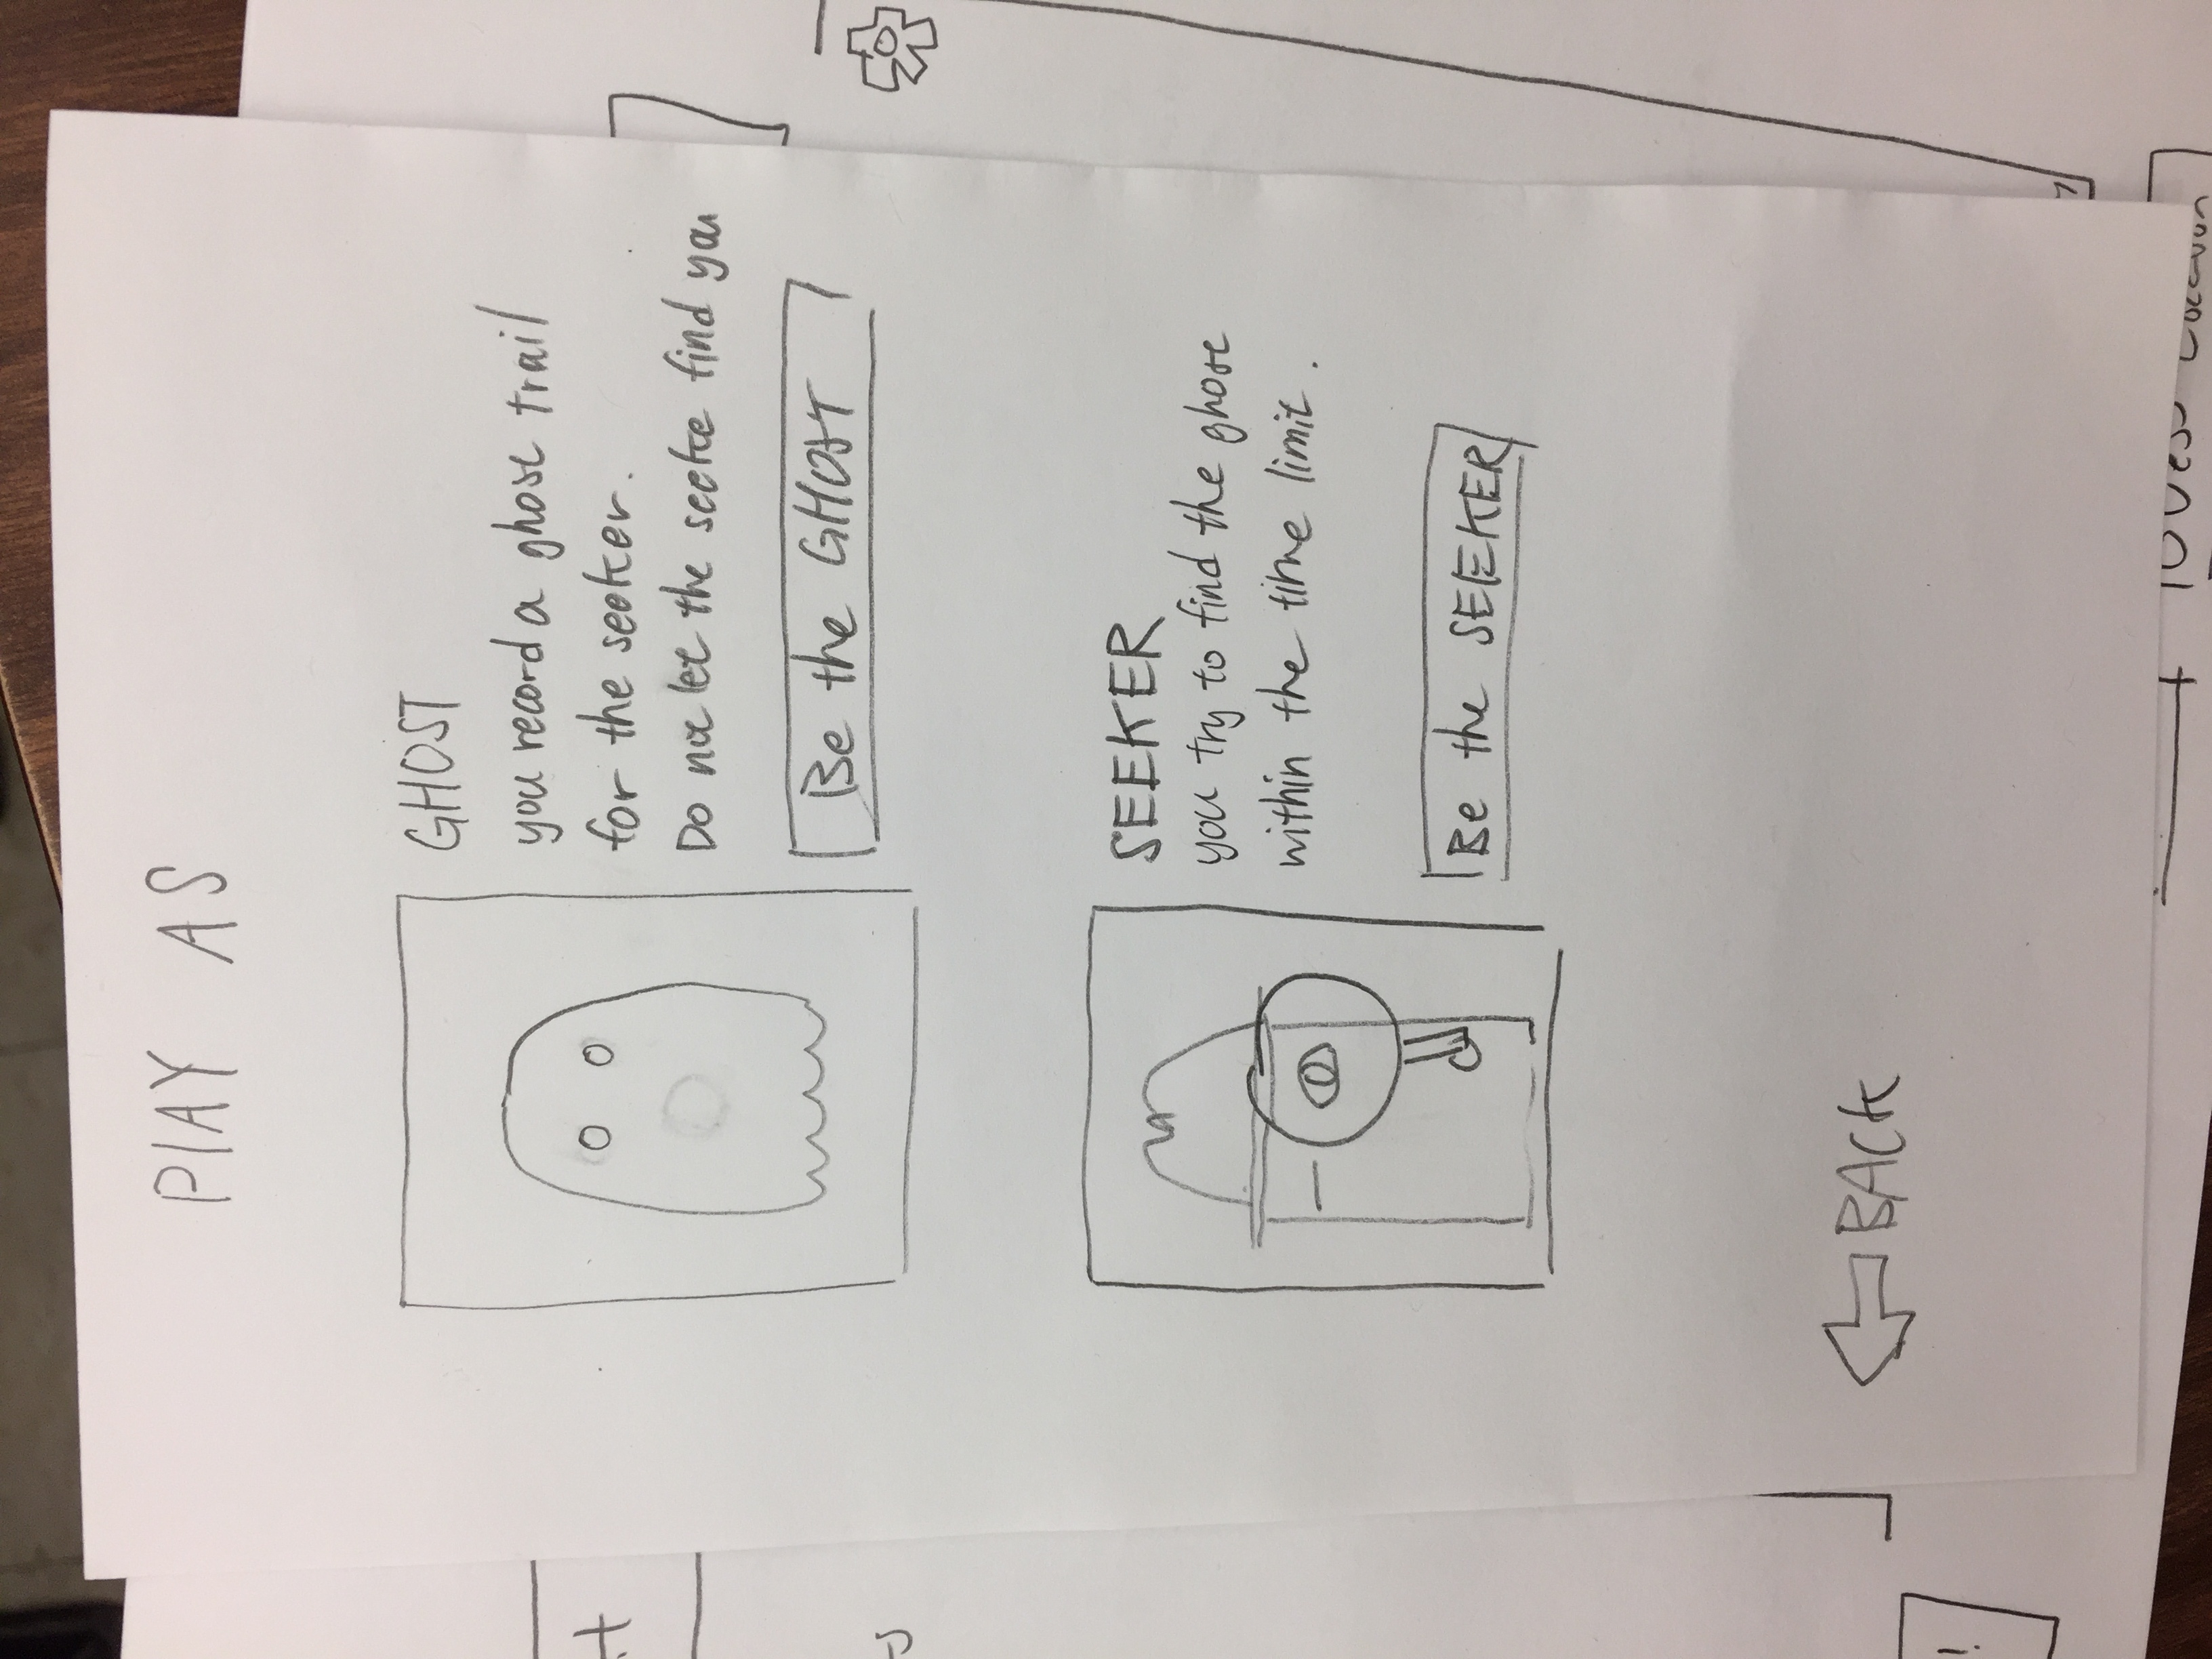 PLAY AS
GHOST
you record a ghost trail
for the seeker.
Do not let the seeke find you
Be the GHOST
SEEKER
you try to find the ghost
within the time limit.
Be the SEEKER
BACK
!